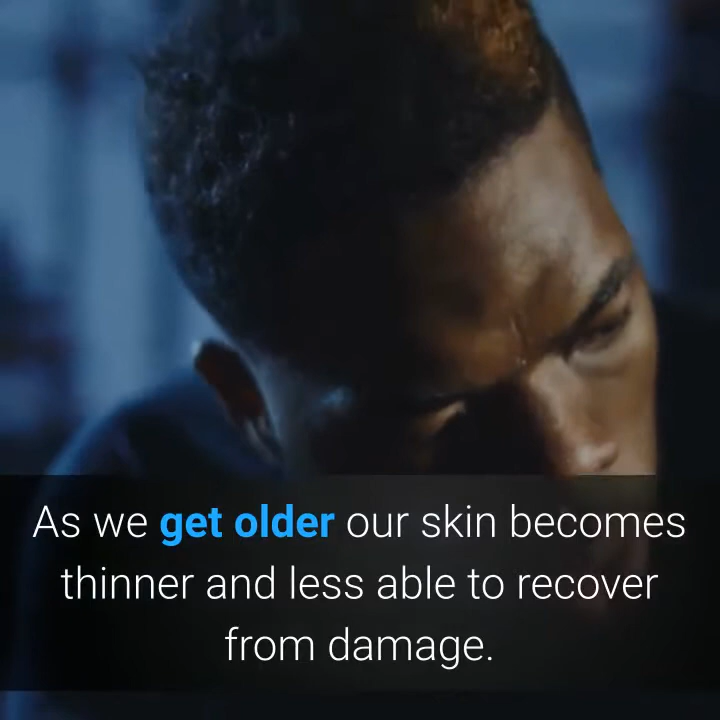 As we get older our skin becomes
thinner and less able to recover
from damage.